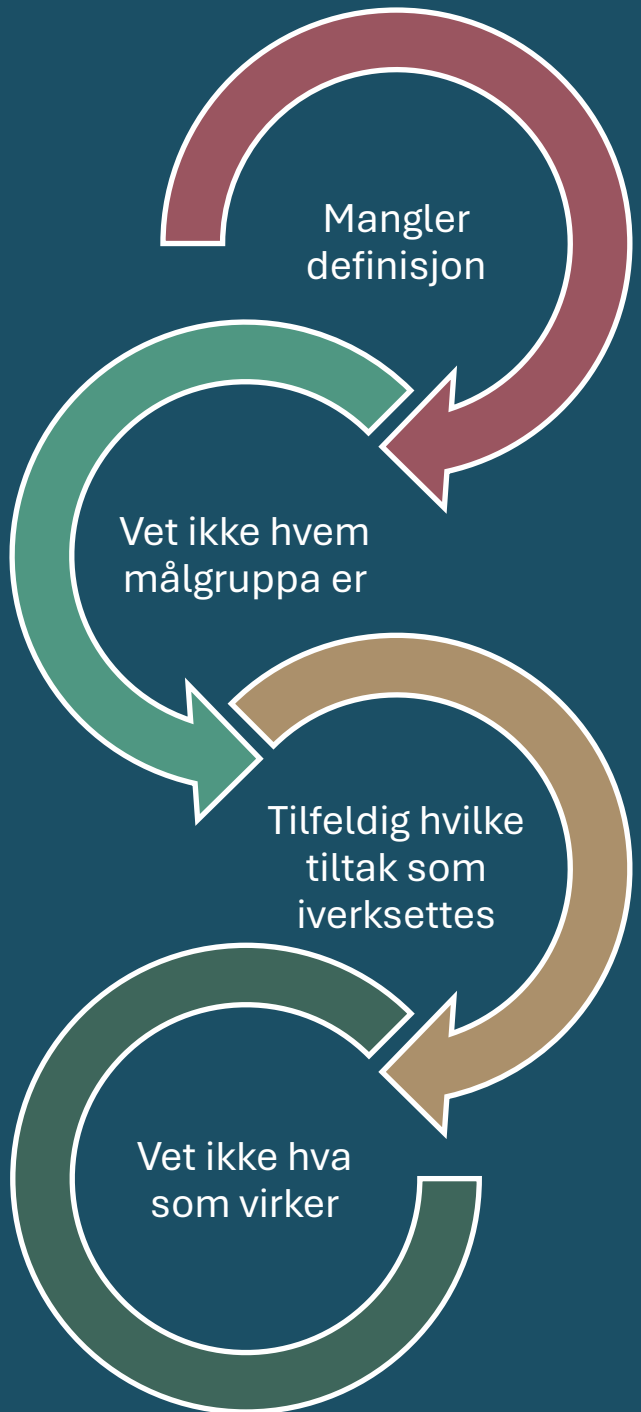 Mangler
definisjon
Vet ikke hvem
målgruppa er
Tilfeldig hvilke
tiltak som
iverksettes
Vet ikke hva
som virker